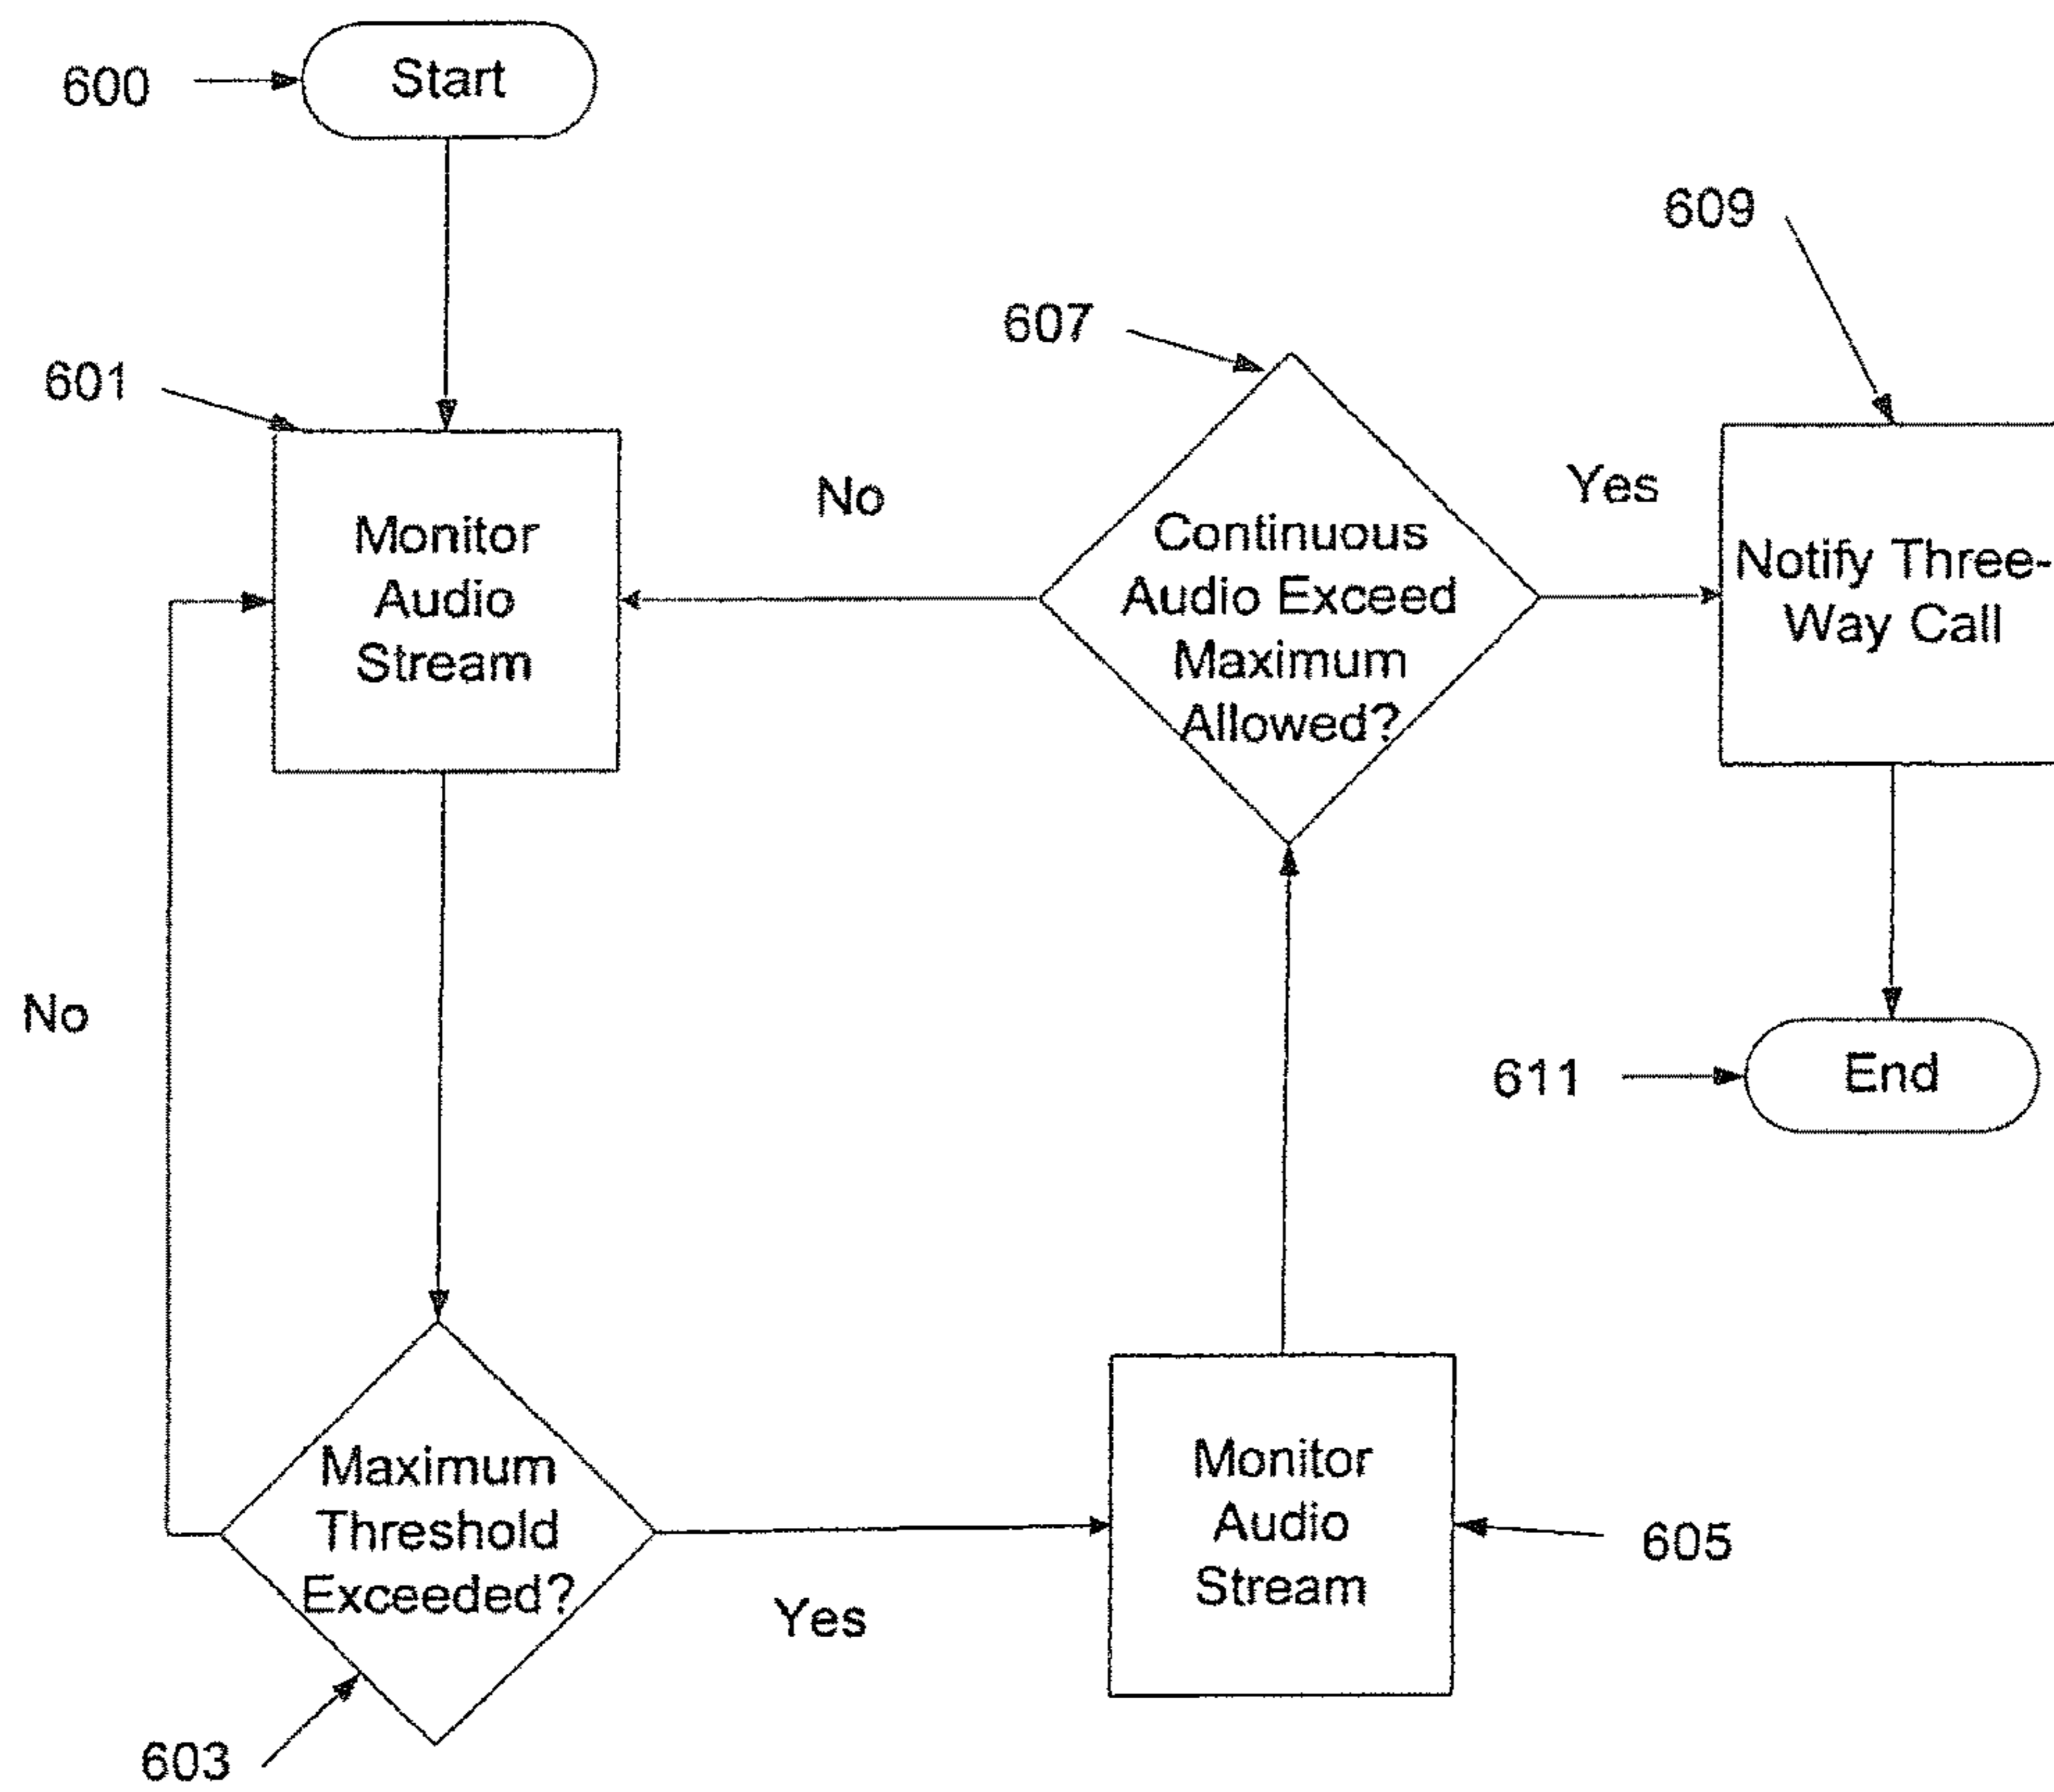 600
Start
601
Monitor
Audio
Stream
No
607
Continuous
Audio Exceed
Maximum
Allowed?
Yes
609
Notify Three-
Way Call
No
611
End
Maximum
Threshold
Exceeded?
603
Yes
Monitor
Audio
Stream
605